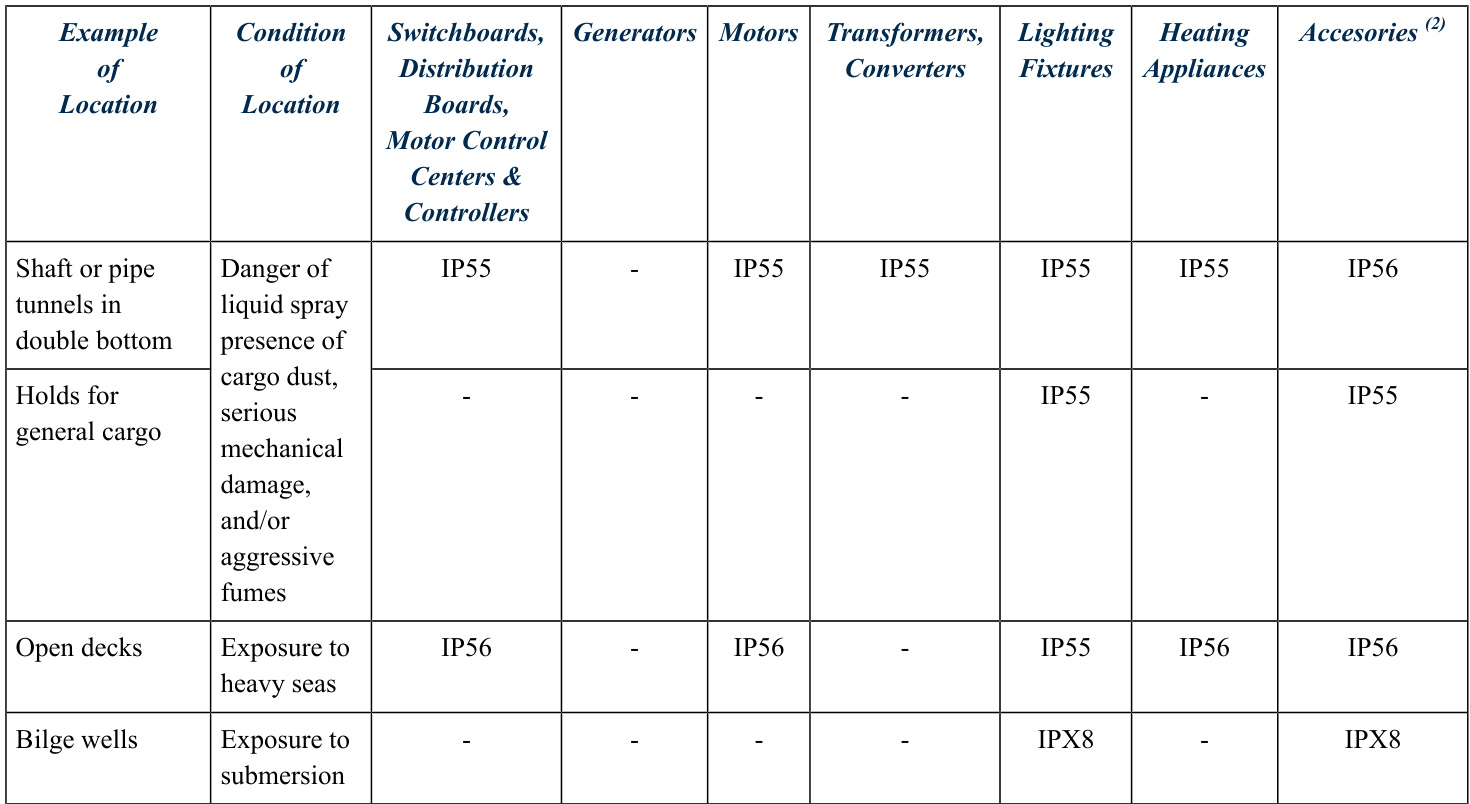 Example
of
Location
Condition
of
Location
Switchboards,
Distribution
Boards,
Motor Control
Centers &
Controllers
Generators
Motors
Transformers,
Converters
Lighting
Fixtures
Heating
Appliances
Accesories (2)
Shaft or pipe
tunnels in
double bottom
Danger of
liquid spray
presence of
cargo dust,
serious
mechanical
damage,
and/or
aggressive
fumes
IP55
-
IP55
IP55
IP55
IP55
IP56
Holds for
general cargo
-
-
-
-
IP55
-
IP55
Open decks
Exposure to
heavy seas
IP56
-
IP56
-
IP55
IP56
IP56
Bilge wells
Exposure to
submersion
-
-
-
-
IPX8
-
IPX8